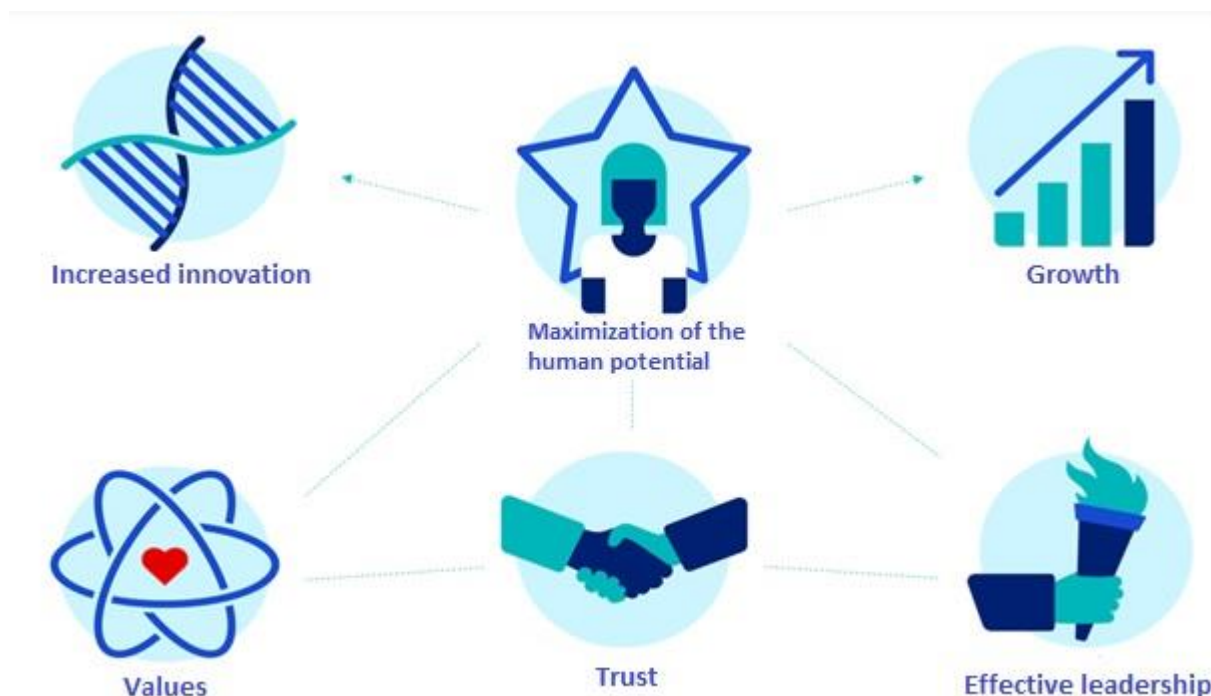 Increased innovation
Growth
Maximization of the
human potential
Values
Trust
Effective leadership